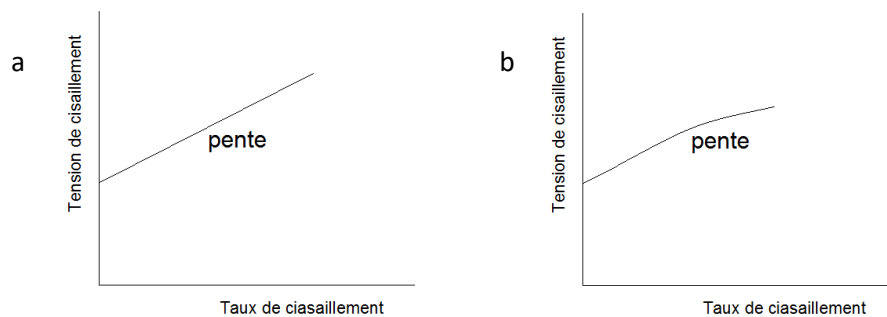 a
Tension de cisaillement
pente
Taux de ciasaillement
b
Tension de cisaillement
pente
Taux de ciasaillement